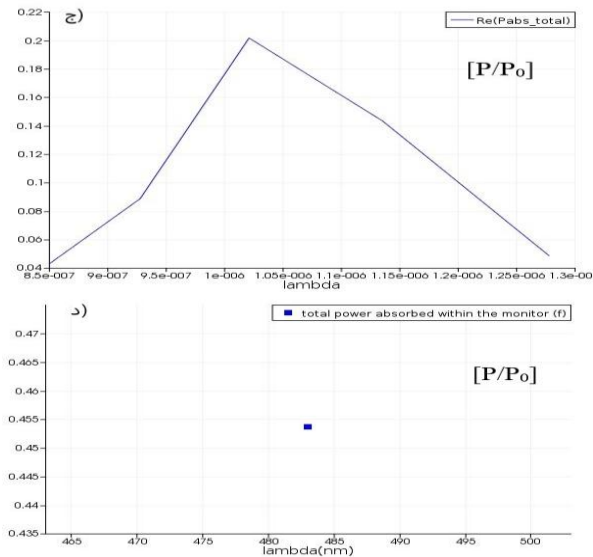 0.22
ج)
Re(Pabs_total)
0.2
[P/P₀]
0.18
0.16
0.14
0.12
0.1
0.08
0.06
0.04
8.5e-007 9e-007 9.5e-007 1e-006 1.05e-006 1.1e-006 1.15e-006 1.2e-006 1.25e-006 1.3e-00
lambda
د)
total power absorbed within the monitor (f)
0.47
0.465
[P/P₀]
0.46
0.455
0.45
0.445
0.44
0.435
465 470 475 480 485 490 495 500
lambda(nm)